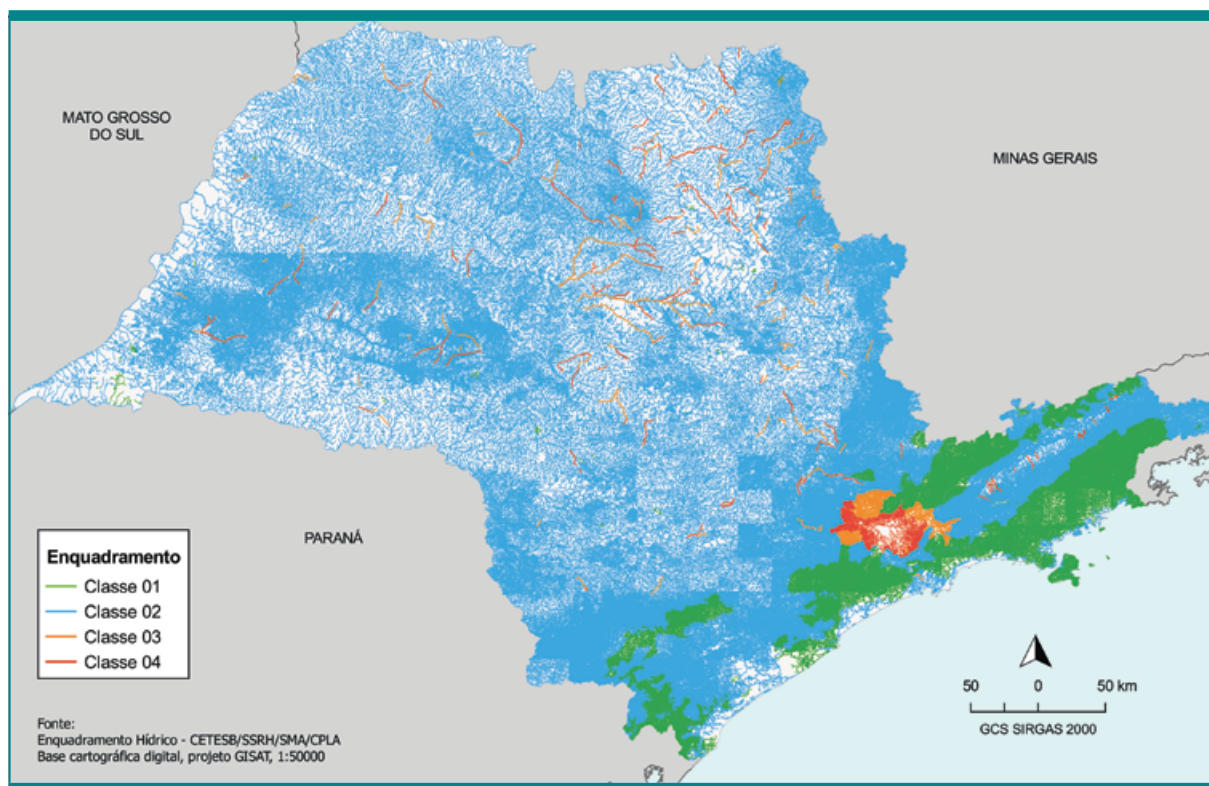 MATO GROSSO
DO SUL
MINAS GERAIS
PARANÁ
Enquadramento
Classe 01
Classe 02
Classe 03
Classe 04
50 0 50 km
GCS SIRGAS 2000
Fonte:
Enquadramento Hídrico - CETESB/SSRH/SMA/CPLA
Base cartográfica digital, projeto GISAT, 1:50000